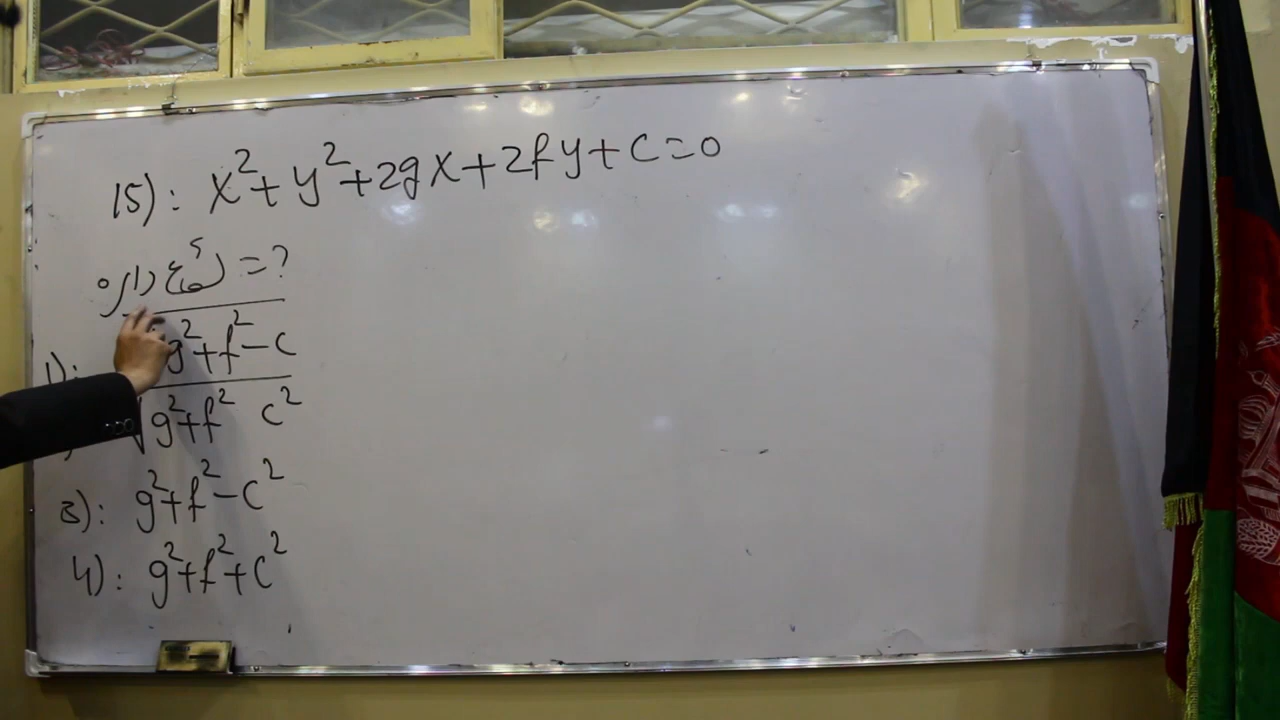 15): x²+y²+2gx+2fy+c=0
شعاع دایره =?
1): √g²+f²-c
√g²+f² c²
3): g²+f²-c²
4): g²+f²+c²